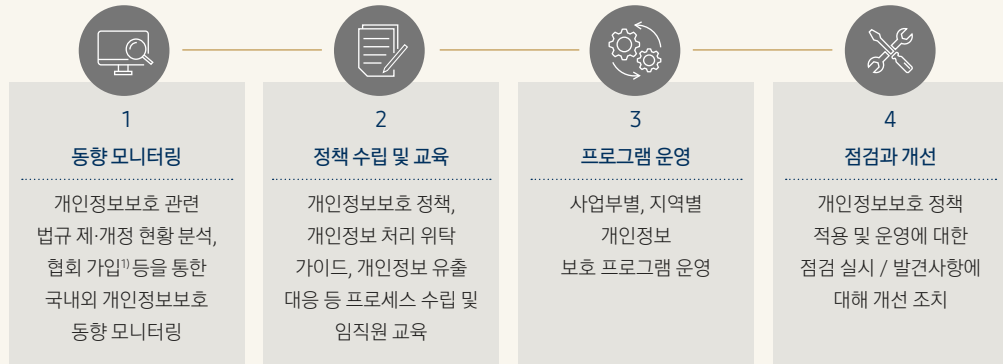 1
동향 모니터링
개인정보보호 관련
법규 제·개정 현황 분석,
협회 가입1) 등을 통한
국내외 개인정보보호
동향 모니터링
2
정책 수립 및 교육
개인정보보호 정책,
개인정보 처리 위탁
가이드, 개인정보 유출
대응 등 프로세스 수립 및
임직원 교육
3
프로그램 운영
사업부별, 지역별
개인정보
보호 프로그램 운영
4
점검과 개선
개인정보보호 정책
적용 및 운영에 대한
점검 실시 / 발견사항에
대해 개선 조치